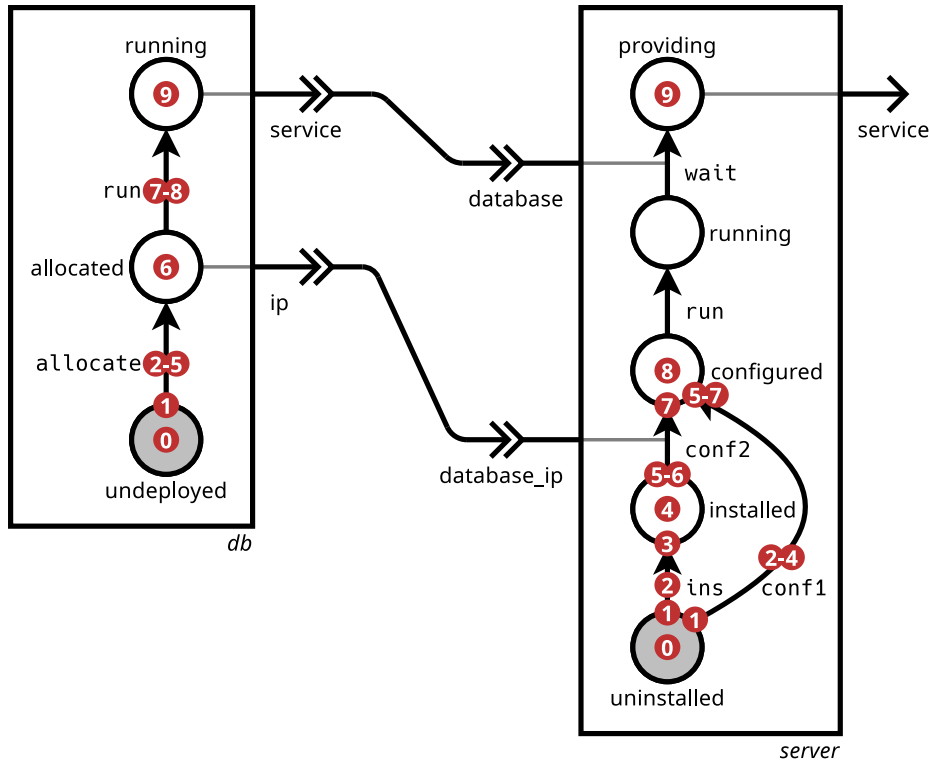 running
9
service
run
7-8
allocated
6
ip
allocate
2-5
1
0
undeployed
db
providing
9
service
wait
database
running
run
8
configured
5-7
7
conf2
database_ip
5-6
4
installed
3
2
ins
2-4
conf1
1
1
0
uninstalled
server